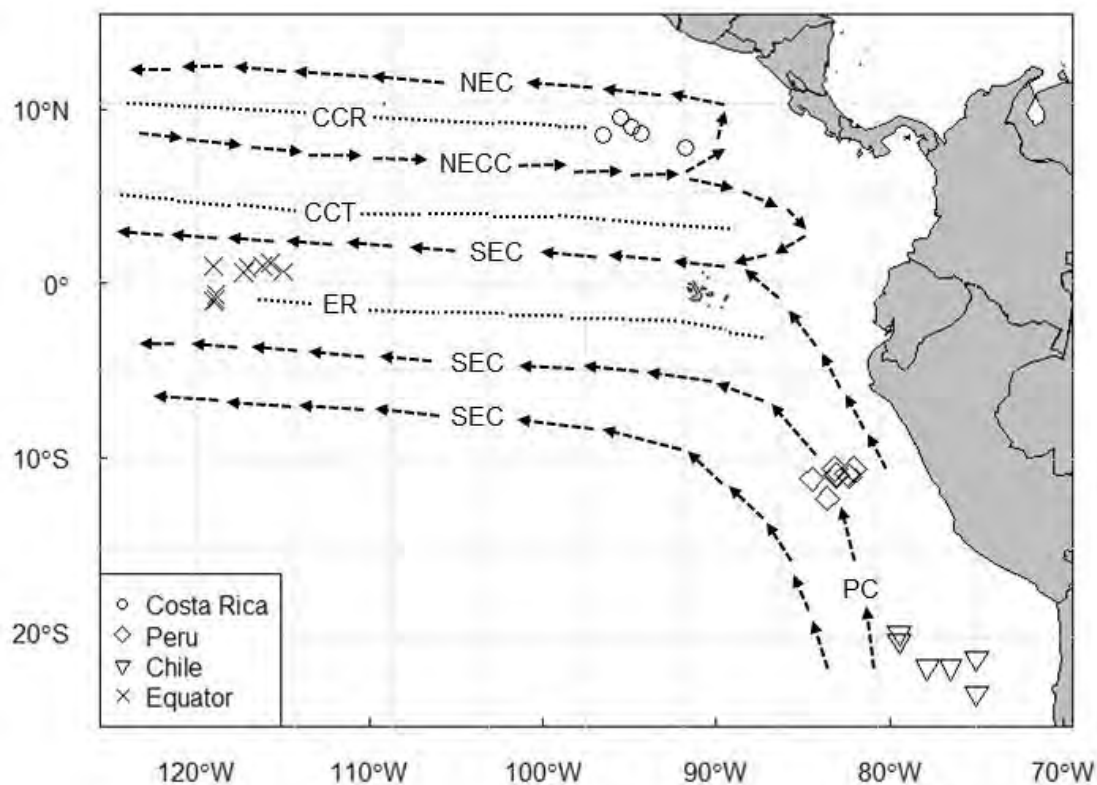 NEC
10°N
CCR
NECC
CCT
SEC
0°
ER
SEC
SEC
10°S
PC
Costa Rica
Peru
20°S
Chile
Equator
120°W 110°W 100°W 90°W 80°W 70°W